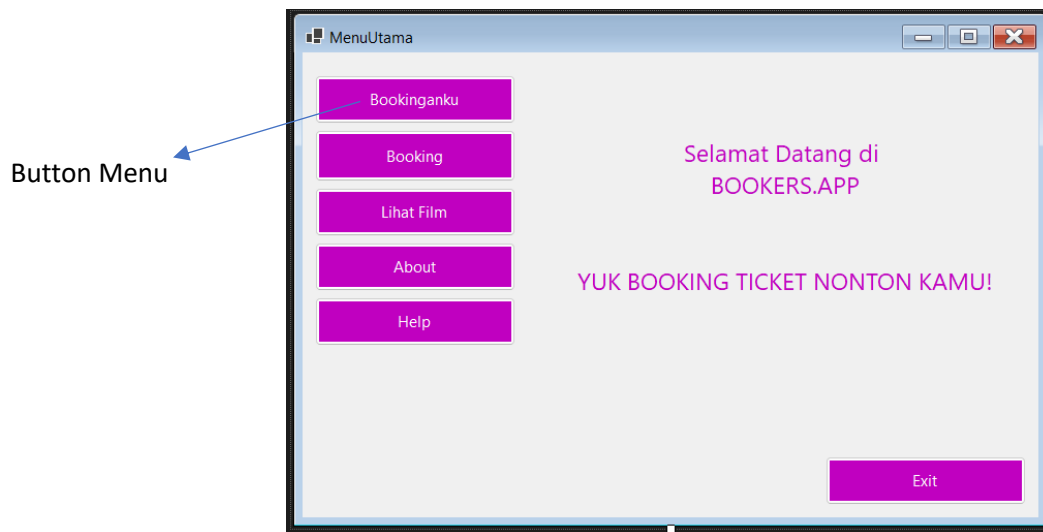 MenuUtama
Bookinganku
Button Menu
Booking
Selamat Datang di
BOOKERS.APP
Lihat Film
About
YUK BOOKING TICKET NONTON KAMU!
Help
Exit